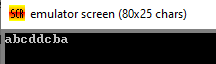 emulator screen (80x25 chars)
abcddcba